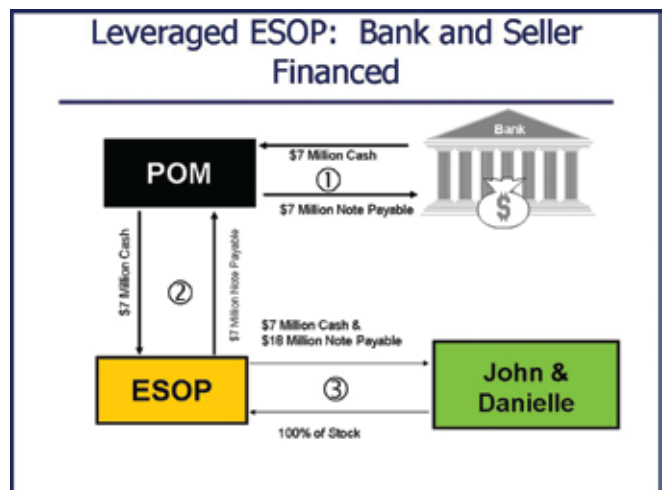 Leveraged ESOP: Bank and Seller
Financed
Bank
$7 Million Cash
POM
①
$7 Million Note Payable
$
$7 Million Cash
②
$7 Million Note Payable
$7 Million Cash &
$18 Million Note Payable
ESOP
③
John &
Danielle
100% of Stock